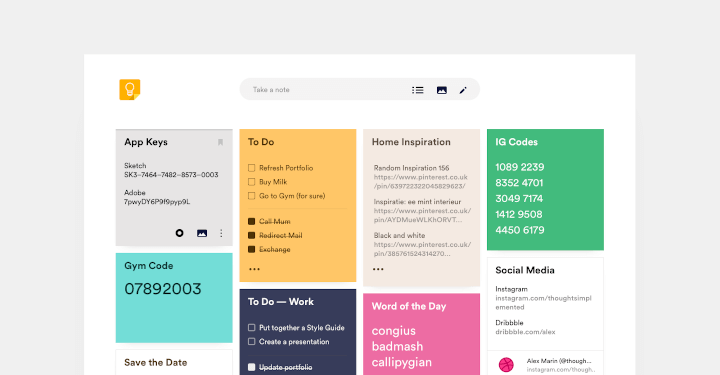 Take a note
App Keys
Sketch
SK3-7464-7482-8573-0003
Adobe
7pwyDY6P9f9pyp9L
Gym Code
07892003
Save the Date
To Do
Refresh Portfolio
Buy Milk
Go to Gym (for sure)
Call Mum
Redirect Mail
Exchange
To Do — Work
Put together a Style Guide
Create a presentation
Update portfolio
Home Inspiration
Random Inspiration 156
https://www.pinterest.co.uk
/pin/639722322045829623/
Inspiratie: ee mint interieur
https://www.pinterest.co.uk/
pin/AYDMueWLKhORVT...
Black and white
https://www.pinterest.co.uk/
pin/385761524314270...
Word of the Day
congius
badmash
callipygian
IG Codes
1089 2239
8352 4701
3049 7174
1412 9508
4450 6179
Social Media
Instagram
instagram.com/thoughtsimpl
emented
Dribbble
dribbble.com/alex
Alex Marin (@though...
instagram.com/though..